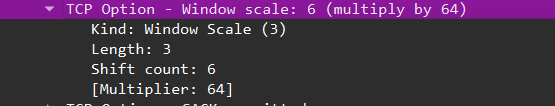 TCP Option - Window scale: 6 (multiply by 64)
Kind: Window Scale (3)
Length: 3
Shift count: 6
[Multiplier: 64]